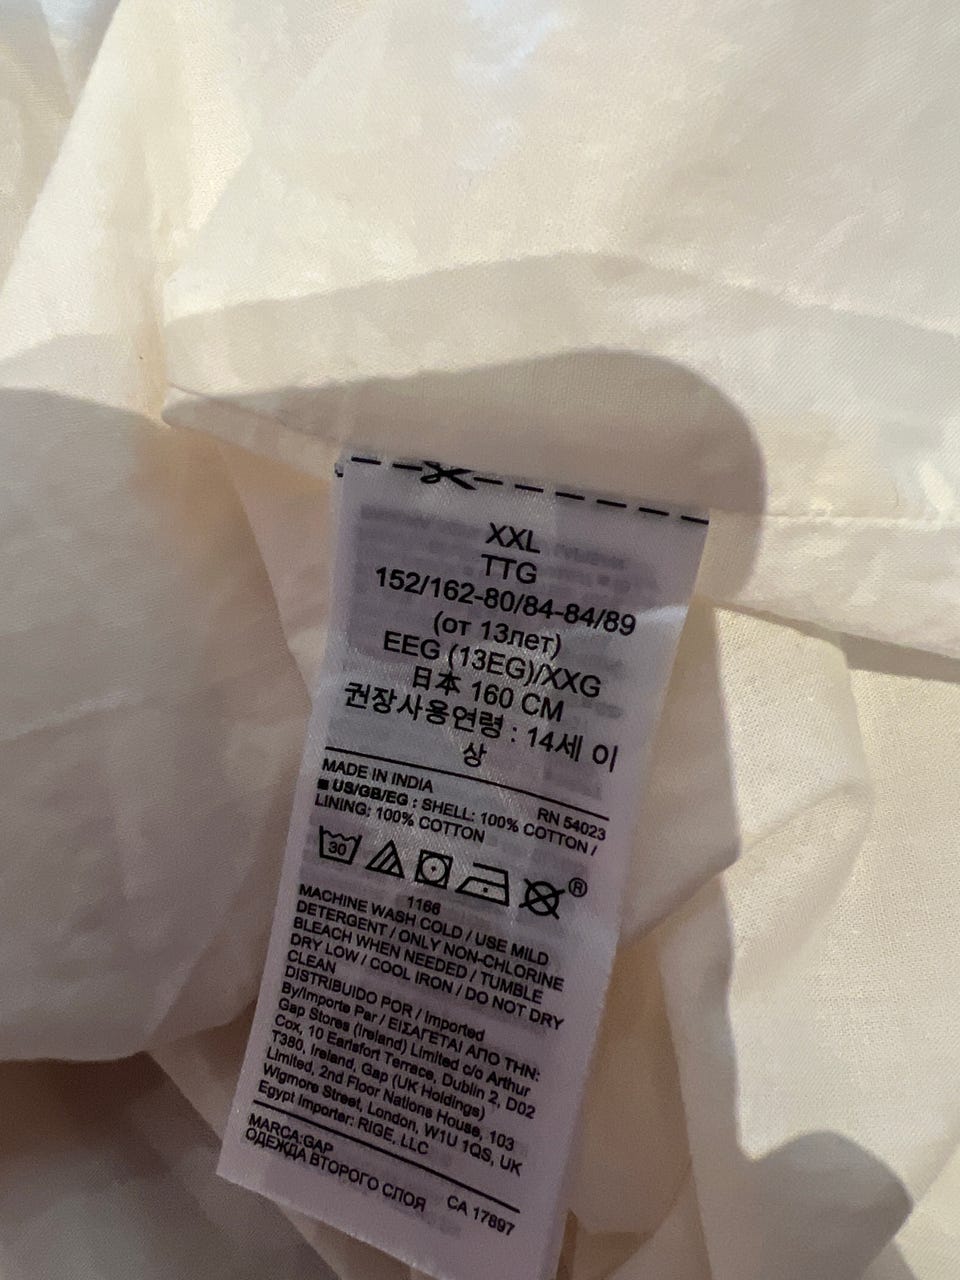 XXL
TTG
152/162-80/84-84/89
(от 13лет)
EEG (13EG)/XXG
日本 160 CM
권장사용연령 : 14세 이
상
MADE IN INDIA
RN 54023
■ US/GB/EG : SHELL: 100% COTTON /
LINING: 100% COTTON
30
®
1166
MACHINE WASH COLD / USE MILD
DETERGENT / ONLY NON-CHLORINE
BLEACH WHEN NEEDED / TUMBLE
DRY LOW / COOL IRON / DO NOT DRY
CLEAN
DISTRIBUIDO POR / Imported
By/Importe Par / ΕΙΣΑΓΕΤΑΙ ΑΠΟ ΤΗΝ:
Gap Stores (Ireland) Limited c/o Arthur
Cox, 10 Earlsfort Terrace, Dublin 2, D02
T380, Ireland, Gap (UK Holdings)
Limited, 2nd Floor Nations House, 103
Wigmore Street, London, W1U 1QS, UK
Egypt Importer: RIGE, LLC
MARCA:GAP
ОДЕЖДА ВТОРОГО СЛОЯ
CA 17897